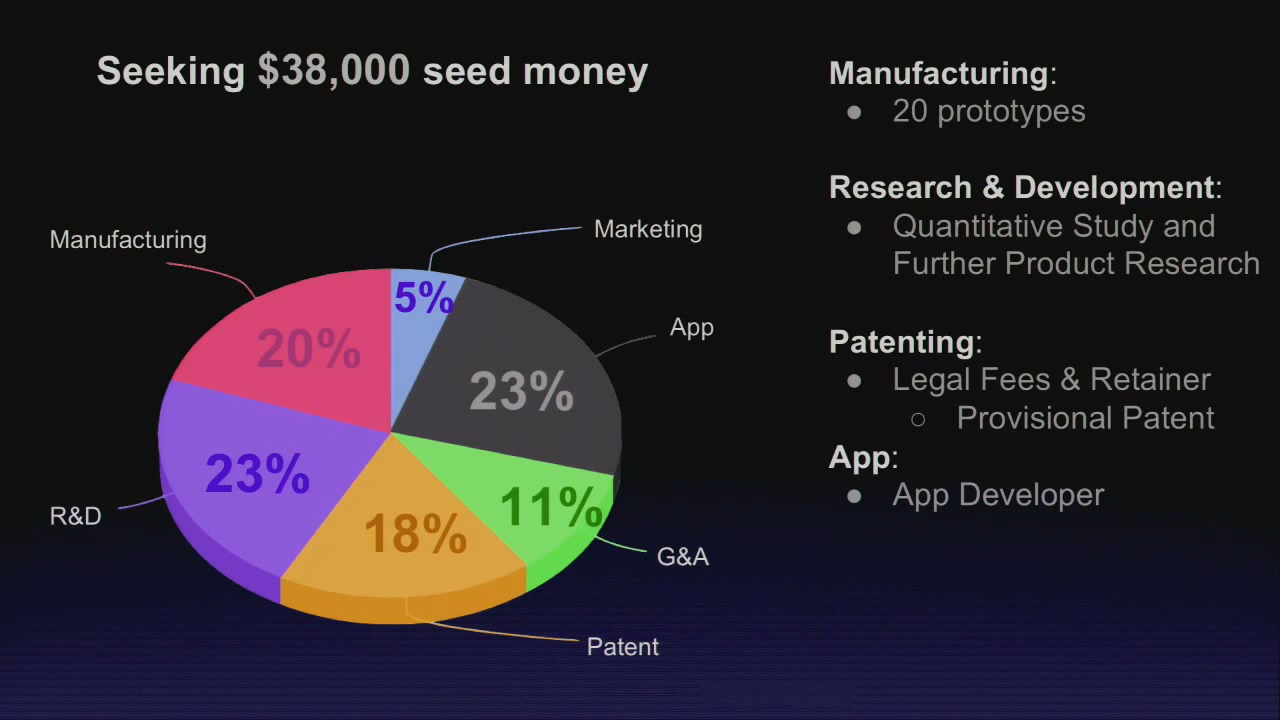 Seeking $38,000 seed money
Manufacturing
Marketing
App
R&D
G&A
Patent
5%
23%
11%
18%
23%
20%
Manufacturing:
● 20 prototypes
Research & Development:
● Quantitative Study and
Further Product Research
Patenting:
● Legal Fees & Retainer
○ Provisional Patent
App:
● App Developer